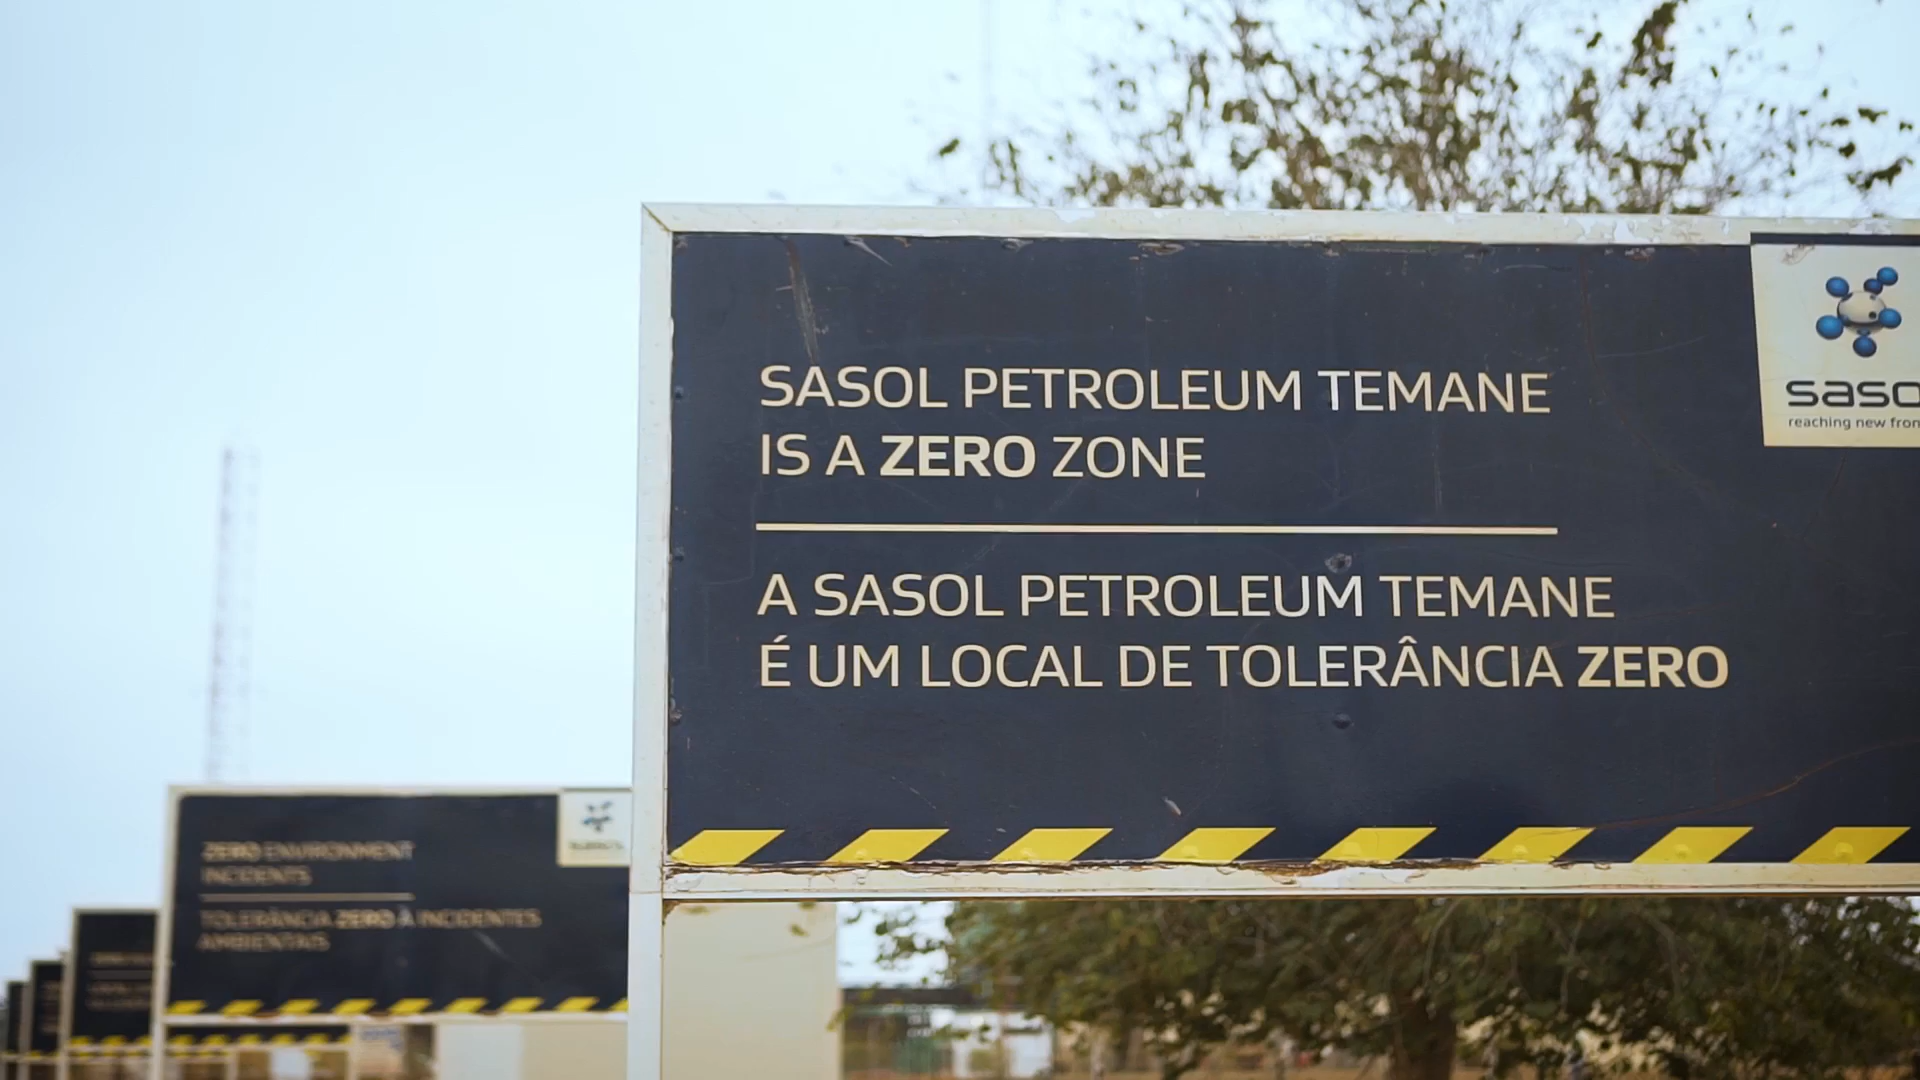 SASOL PETROLEUM TEMANE
IS A ZERO ZONE
A SASOL PETROLEUM TEMANE
É UM LOCAL DE TOLERÂNCIA ZERO
saso
reaching new fron
ZERO ENVIRONMENT
INCIDENTS
TOLERÂNCIA ZERO À INCIDENTES
AMBIENTAIS